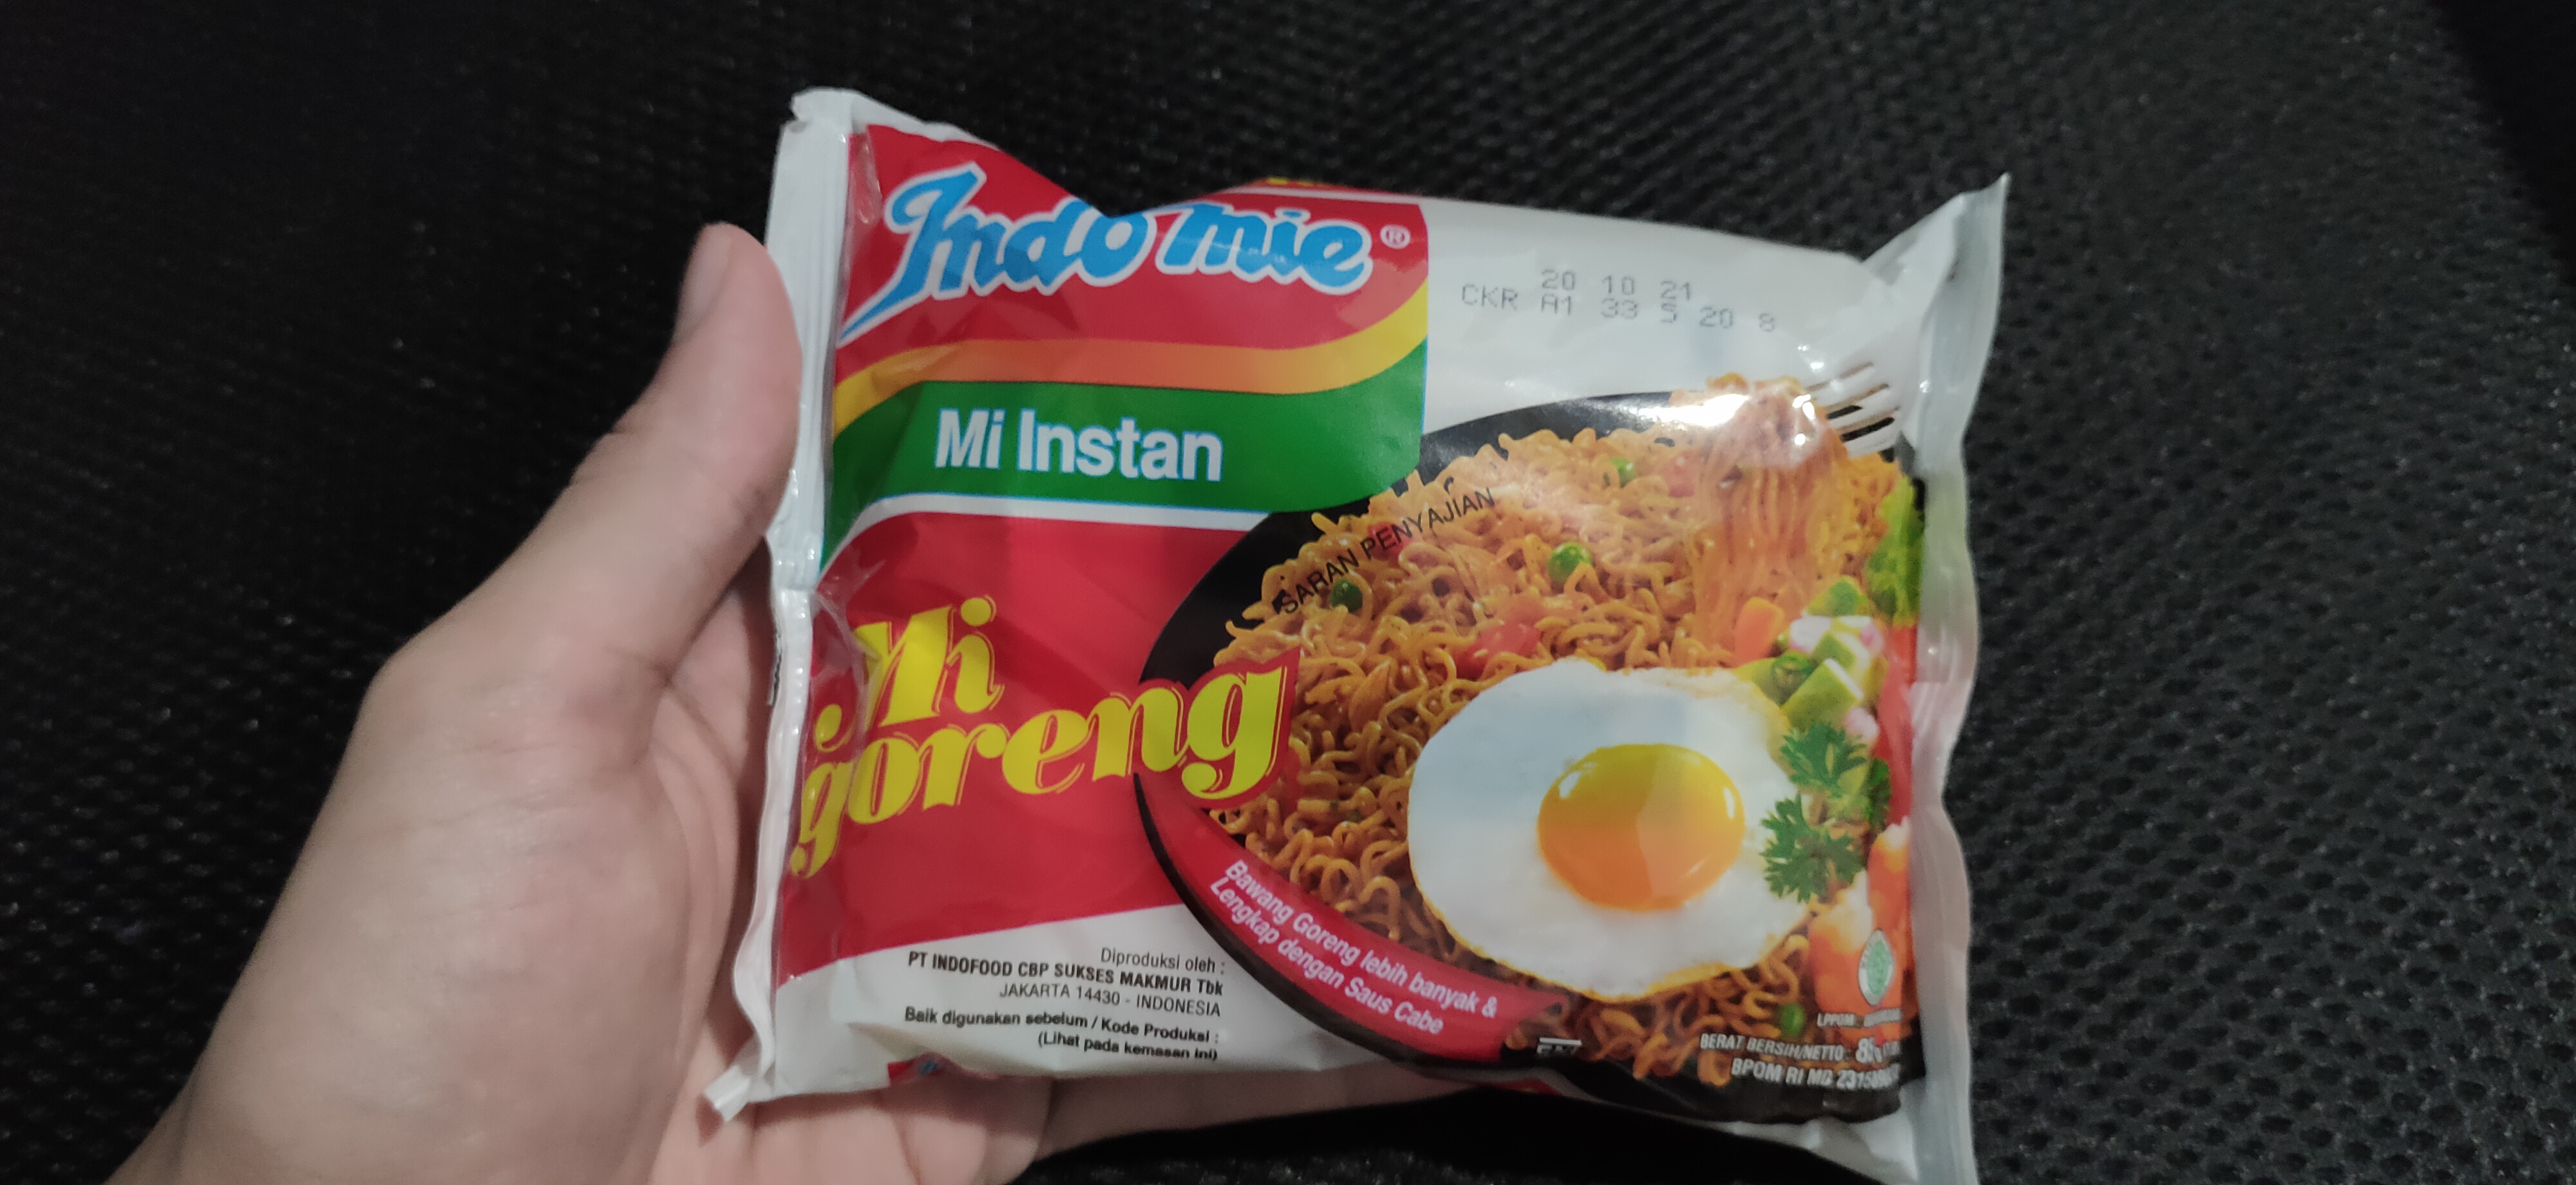 Indomie®
20 10 21
CKR A1 33 5 20 8
Mi Instan
SARAN PENYAJIAN
Mi
goreng
Bawang Goreng lebih banyak &
Lengkap dengan Saus Cabe
Diproduksi oleh :
PT INDOFOOD CBP SUKSES MAKMUR Tbk
JAKARTA 14430 - INDONESIA
Baik digunakan sebelum / Kode Produksi :
(Lihat pada kemasan ini)
BERAT BERSIH/NETTO
BPOM RI MD